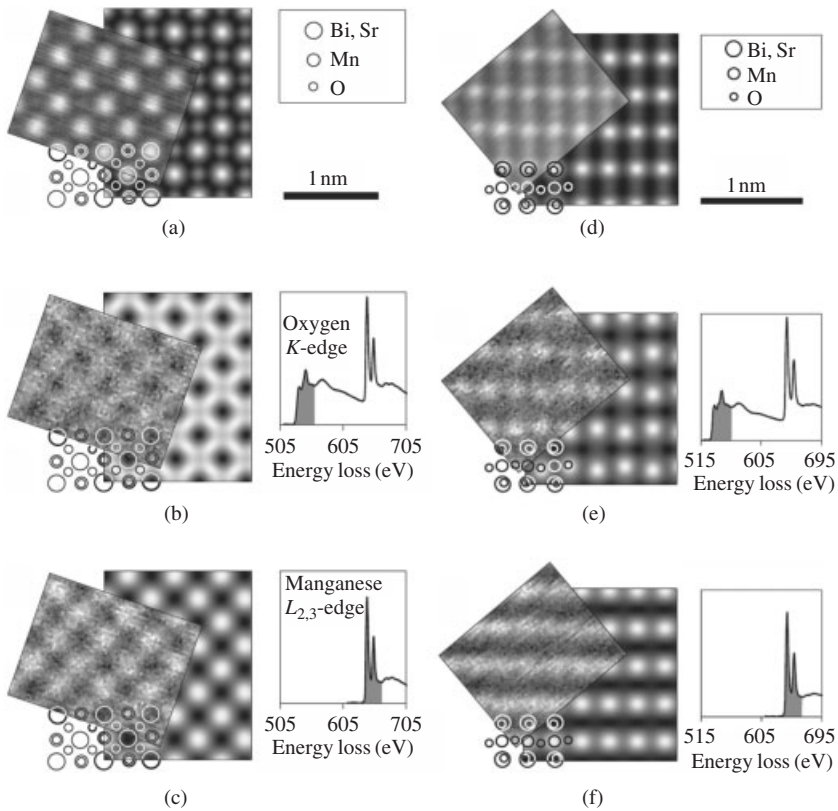 Bi, Sr
Mn
O
1 nm
(a)
Bi, Sr
Mn
O
1 nm
(d)
Oxygen
K-edge
505 605 705
Energy loss (eV)
(b)
515 605 695
Energy loss (eV)
(e)
Manganese
L2,3-edge
505 605 705
Energy loss (eV)
(c)
515 605 695
Energy loss (eV)
(f)